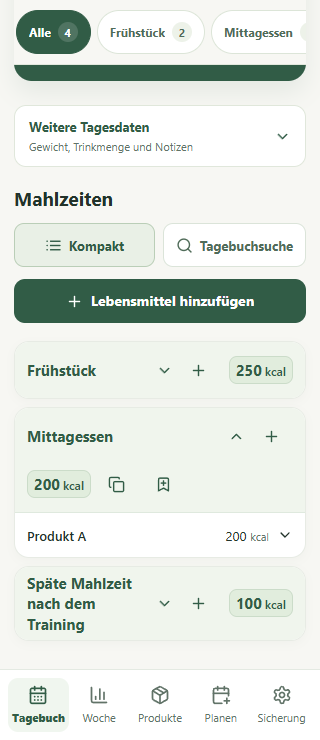 Alle 4 Frühstück 2 Mittagessen
Weitere Tagesdaten
Gewicht, Trinkmenge und Notizen
Mahlzeiten
Kompakt Tagebuchsuche
Lebensmittel hinzufügen
Frühstück 250 kcal
Mittagessen
200 kcal
Produkt A 200 kcal
Späte Mahlzeit
nach dem
Training
100 kcal
Tagebuch Woche Produkte Planen Sicherung